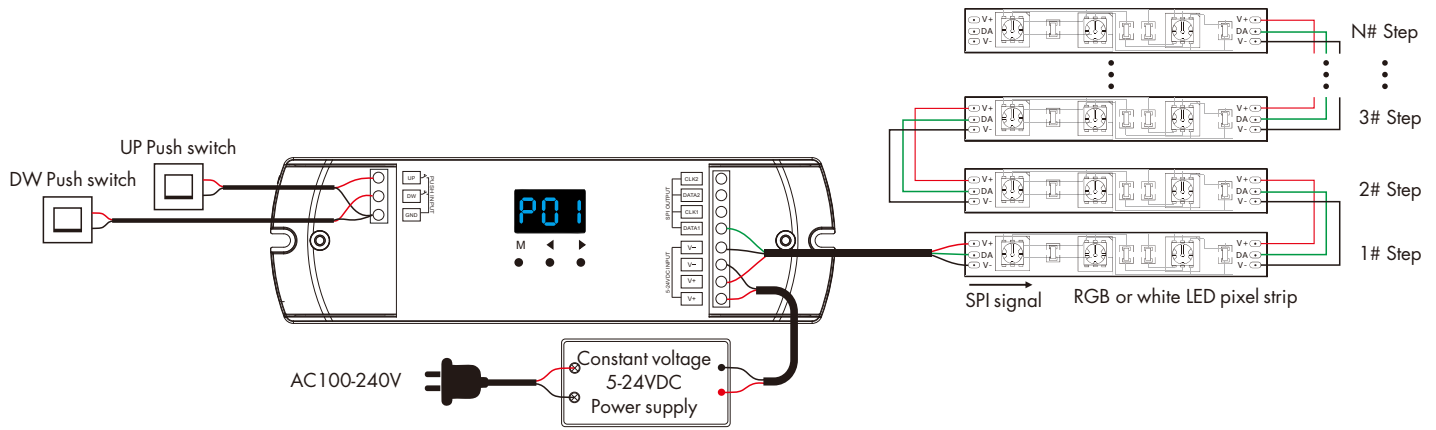 UP Push switch
DW Push switch
UP
DW
GND
PUSH INPUT
P01
M
CLK2
DATA2
CLK1
DATA1
SPI OUTPUT
V-
V-
V+
V+
5-24VDC INPUT
AC100-240V
Constant voltage
5-24VDC
Power supply
V+
DA
V-
V+
DA
V-
N# Step
V+
DA
V-
V+
DA
V-
3# Step
V+
DA
V-
V+
DA
V-
2# Step
V+
DA
V-
V+
DA
V-
1# Step
SPI signal
RGB or white LED pixel strip